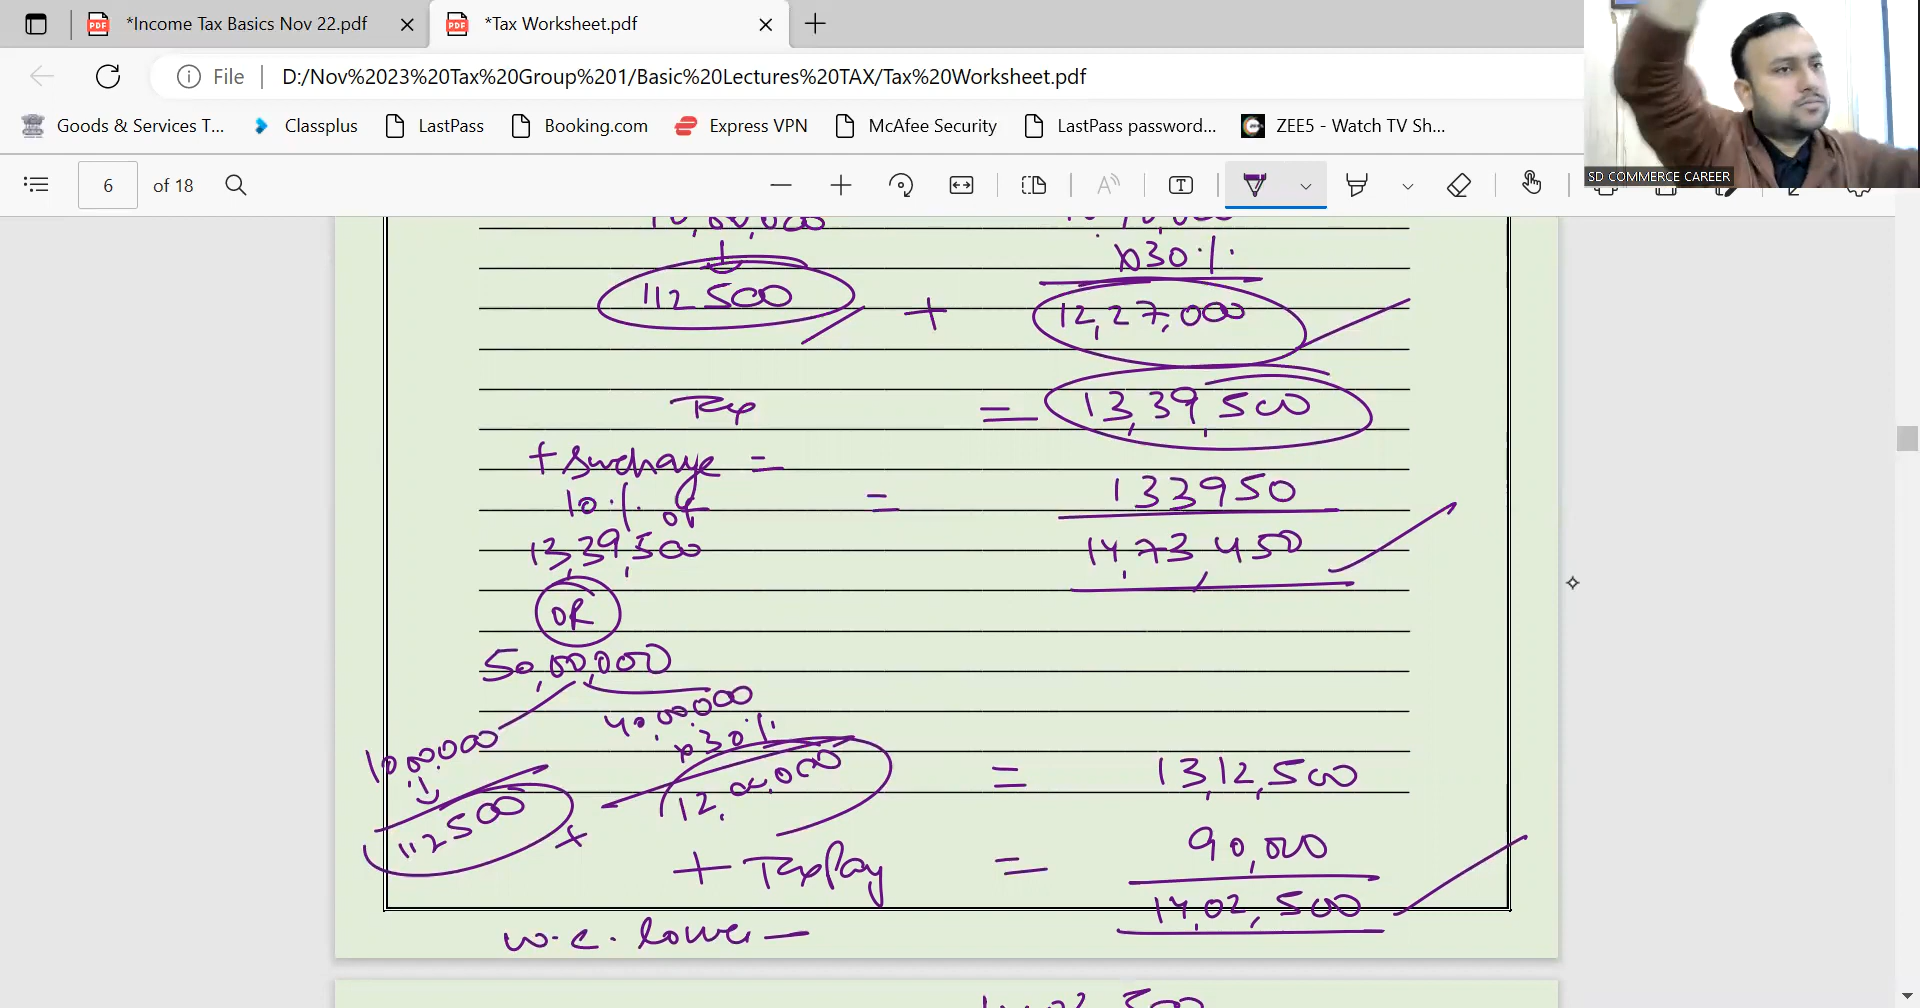 *Income Tax Basics Nov 22.pdf
*Tax Worksheet.pdf
File D:/Nov%2023%20Tax%20Group%201/Basic%20Lectures%20TAX/Tax%20Worksheet.pdf
Goods & Services T... Classplus LastPass Booking.com Express VPN McAfee Security LastPass password... ZEE5 - Watch TV Sh...
SD COMMERCE CAREER
6 of 18
10,00,000
x30%
112500 + 12,27,000
Tax = 13,39,500
+ Surcharge =
10% of = 133950
13,39,500 14,73,450
OR
50,00,000
40,00,000
10,00,000 x30%
112500 + 12,00,000 = 13,12,500
+ Tax Pay = 90,000
14,02,500
w.e. lower